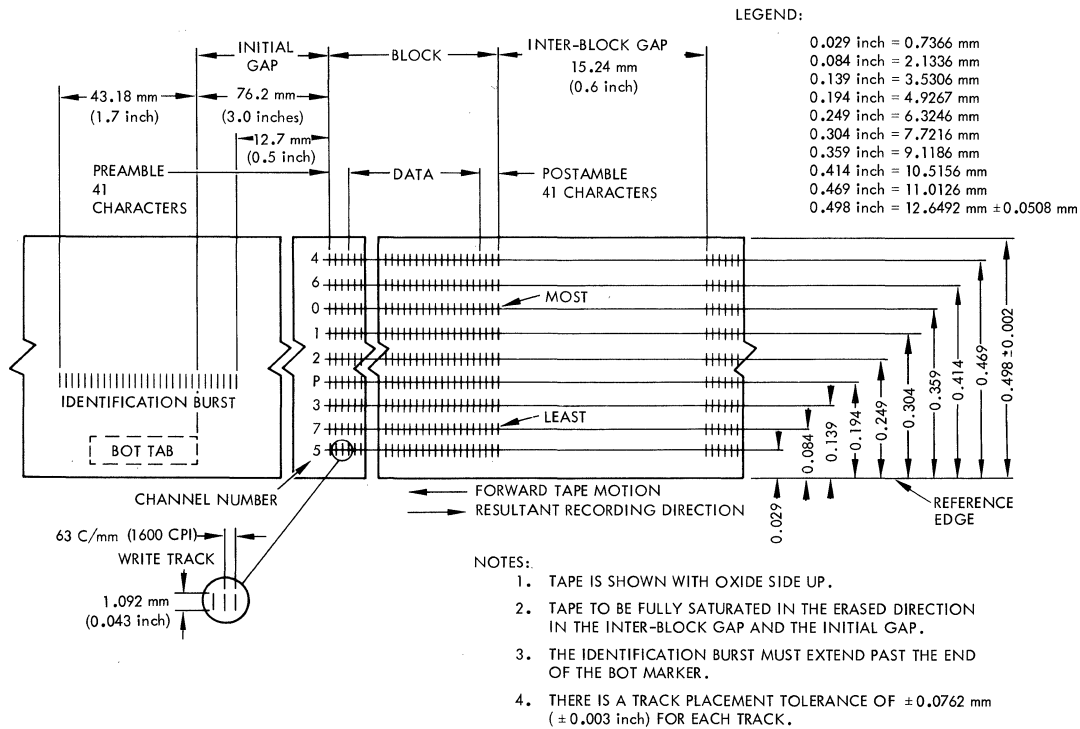 LEGEND:
0.029 inch = 0.7366 mm
0.084 inch = 2.1336 mm
0.139 inch = 3.5306 mm
0.194 inch = 4.9267 mm
0.249 inch = 6.3246 mm
0.304 inch = 7.7216 mm
0.359 inch = 9.1186 mm
0.414 inch = 10.5156 mm
0.469 inch = 11.0126 mm
0.498 inch = 12.6492 mm ±0.0508 mm
INITIAL
GAP
BLOCK
INTER-BLOCK GAP
15.24 mm
(0.6 inch)
43.18 mm
(1.7 inch)
76.2 mm
(3.0 inches)
12.7 mm
(0.5 inch)
PREAMBLE
41
CHARACTERS
DATA
POSTAMBLE
41 CHARACTERS
4
6
0
MOST
1
2
P
3
7
LEAST
5
IDENTIFICATION BURST
BOT TAB
CHANNEL NUMBER
FORWARD TAPE MOTION
RESULTANT RECORDING DIRECTION
0.029
0.084
0.139
0.194
0.249
0.304
0.359
0.414
0.469
0.498 ±0.002
REFERENCE
EDGE
63 C/mm (1600 CPI)
WRITE TRACK
1.092 mm
(0.043 inch)
NOTES:
1. TAPE IS SHOWN WITH OXIDE SIDE UP.
2. TAPE TO BE FULLY SATURATED IN THE ERASED DIRECTION
IN THE INTER-BLOCK GAP AND THE INITIAL GAP.
3. THE IDENTIFICATION BURST MUST EXTEND PAST THE END
OF THE BOT MARKER.
4. THERE IS A TRACK PLACEMENT TOLERANCE OF ±0.0762 mm
(±0.003 inch) FOR EACH TRACK.